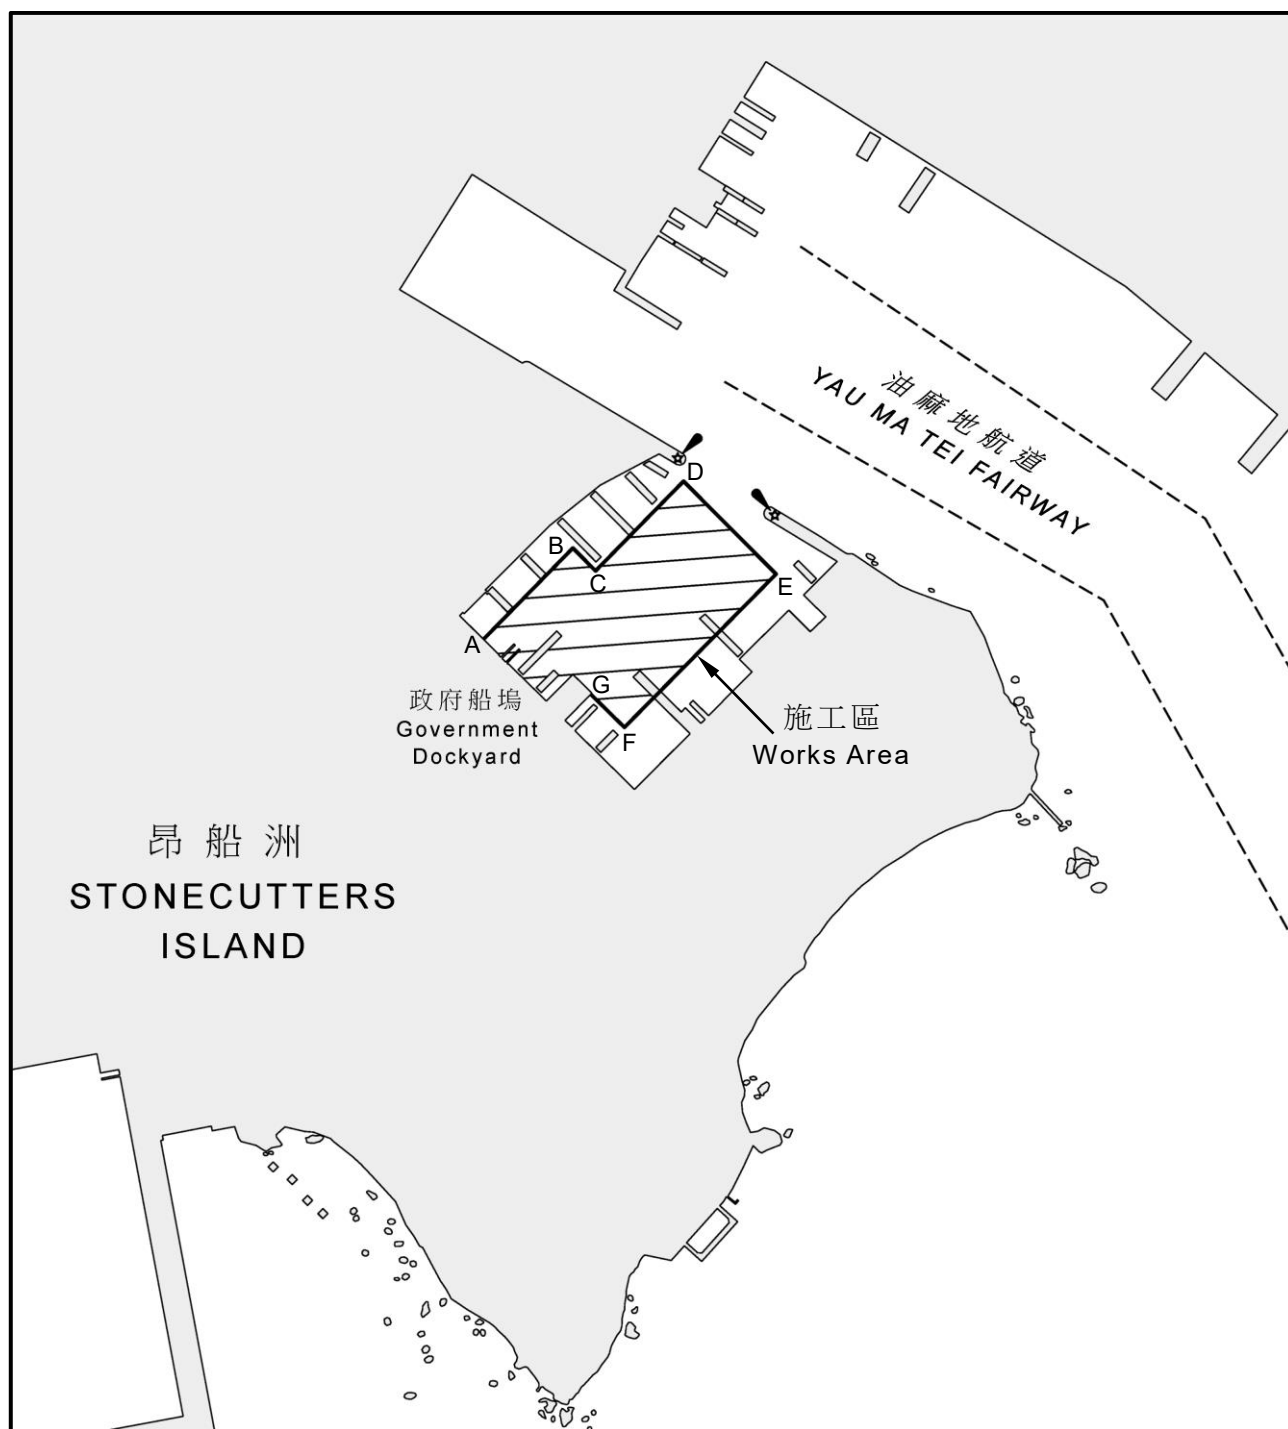 油麻地航道
YAU MA TEI FAIRWAY
D
B
C
E
A
G
F
政府船塢
Government
Dockyard
施工區
Works Area
昂船洲
STONECUTTERS
ISLAND